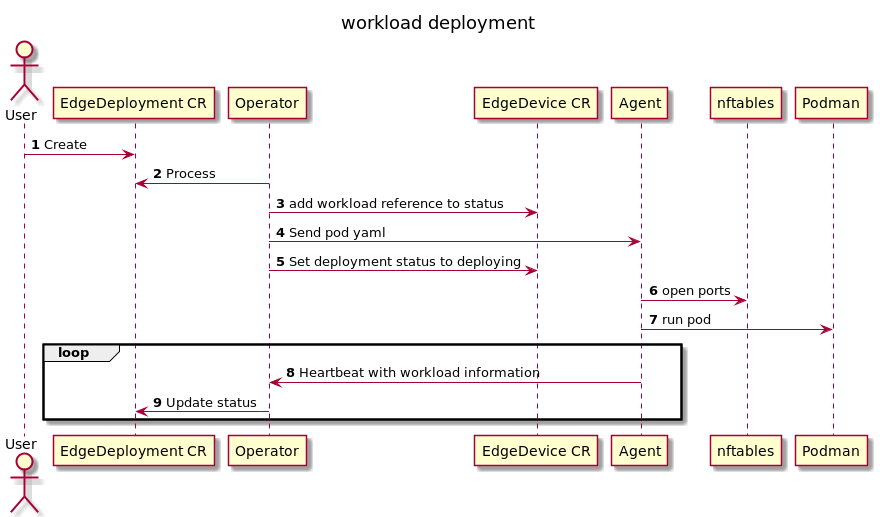 workload deployment
User
EdgeDeployment CR
Operator
EdgeDevice CR
Agent
nftables
Podman
1 Create
2 Process
3 add workload reference to status
4 Send pod yaml
5 Set deployment status to deploying
6 open ports
7 run pod
loop
8 Heartbeat with workload information
9 Update status
User
EdgeDeployment CR
Operator
EdgeDevice CR
Agent
nftables
Podman